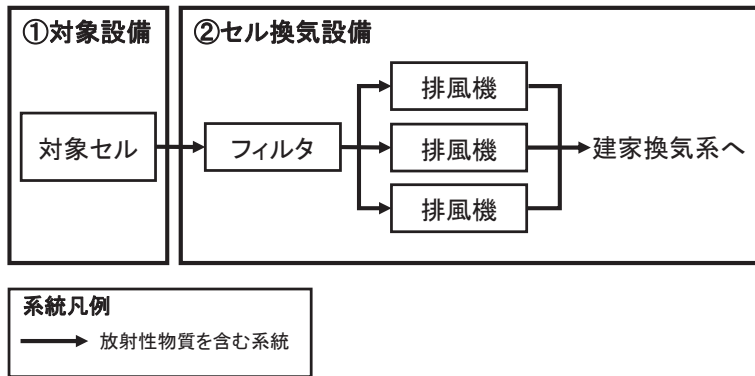 ①対象設備
②セル換気設備
対象セル
フィルタ
排風機
排風機
排風機
建家換気系へ
系統凡例
放射性物質を含む系統